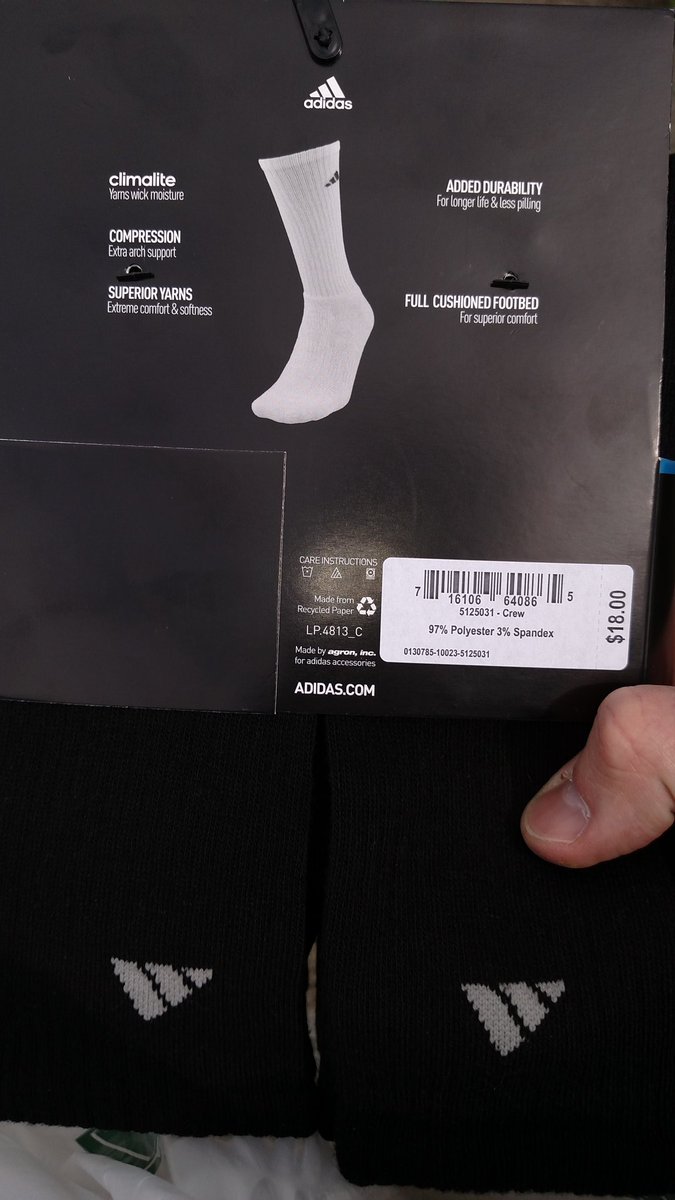 adidas
climalite
Yarns wick moisture
COMPRESSION
Extra arch support
SUPERIOR YARNS
Extreme comfort & softness
ADDED DURABILITY
For longer life & less pilling
FULL CUSHIONED FOOTBED
For superior comfort
CARE INSTRUCTIONS
Made from
Recycled Paper
LP.4813_C
Made by agron, inc.
for adidas accessories
ADIDAS.COM
7 16106 64086 5
5125031 - Crew
97% Polyester 3% Spandex
0130785-10023-5125031
$18.00